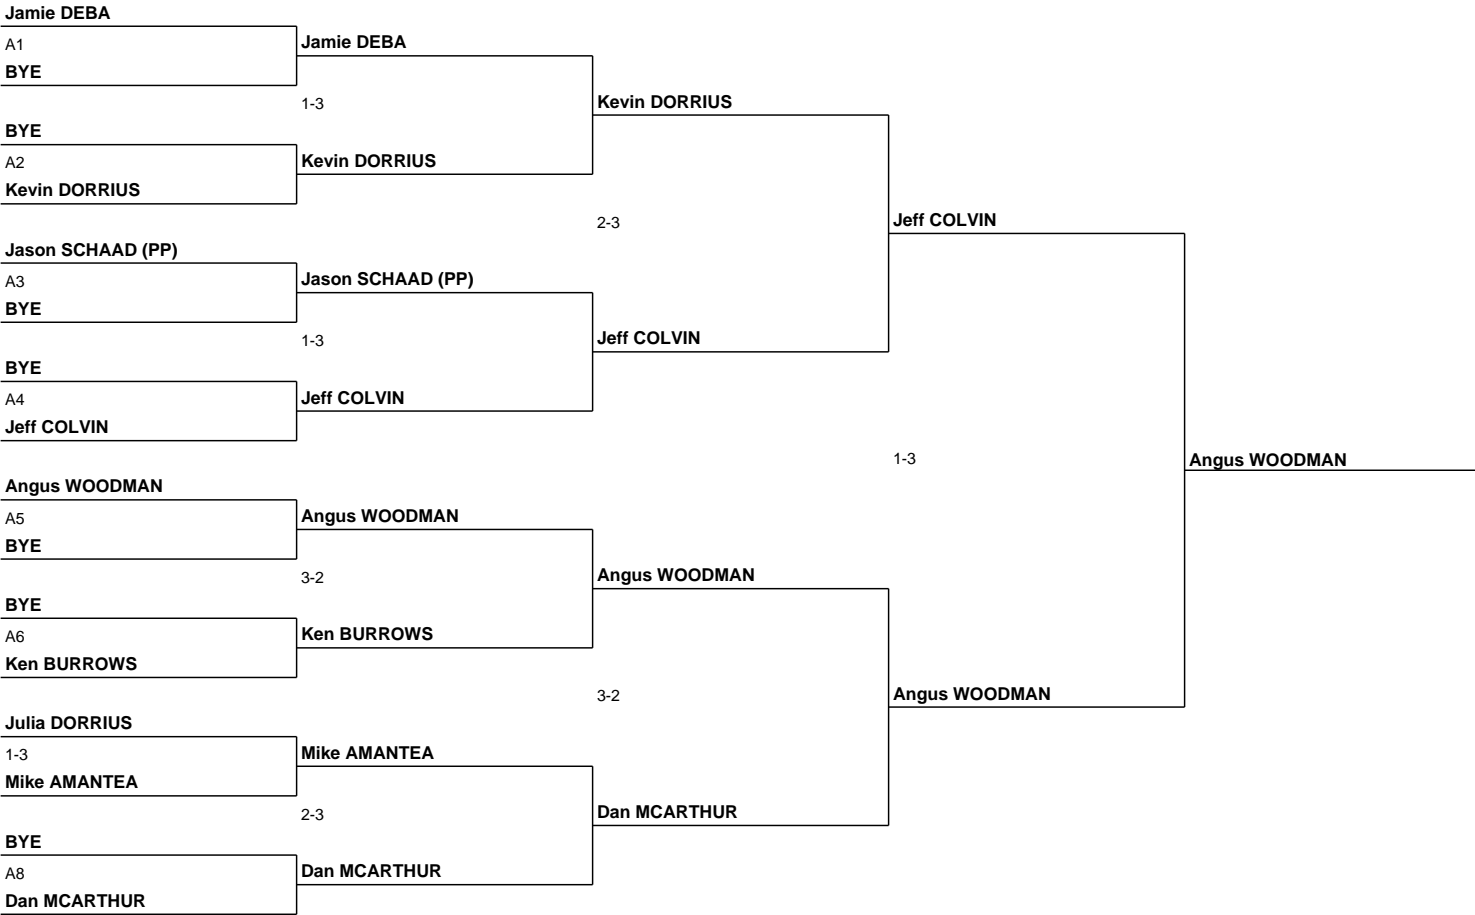 Jamie DEBA
A1
BYE
BYE
A2
Kevin DORRIUS
Jason SCHAAD (PP)
A3
BYE
BYE
A4
Jeff COLVIN
Angus WOODMAN
A5
BYE
BYE
A6
Ken BURROWS
Julia DORRIUS
1-3
Mike AMANTEA
BYE
A8
Dan MCARTHUR
Jamie DEBA
1-3
Kevin DORRIUS
Jason SCHAAD (PP)
1-3
Jeff COLVIN
Angus WOODMAN
3-2
Ken BURROWS
Mike AMANTEA
2-3
Dan MCARTHUR
Kevin DORRIUS
2-3
Jeff COLVIN
Angus WOODMAN
3-2
Dan MCARTHUR
Jeff COLVIN
1-3
Angus WOODMAN
Angus WOODMAN